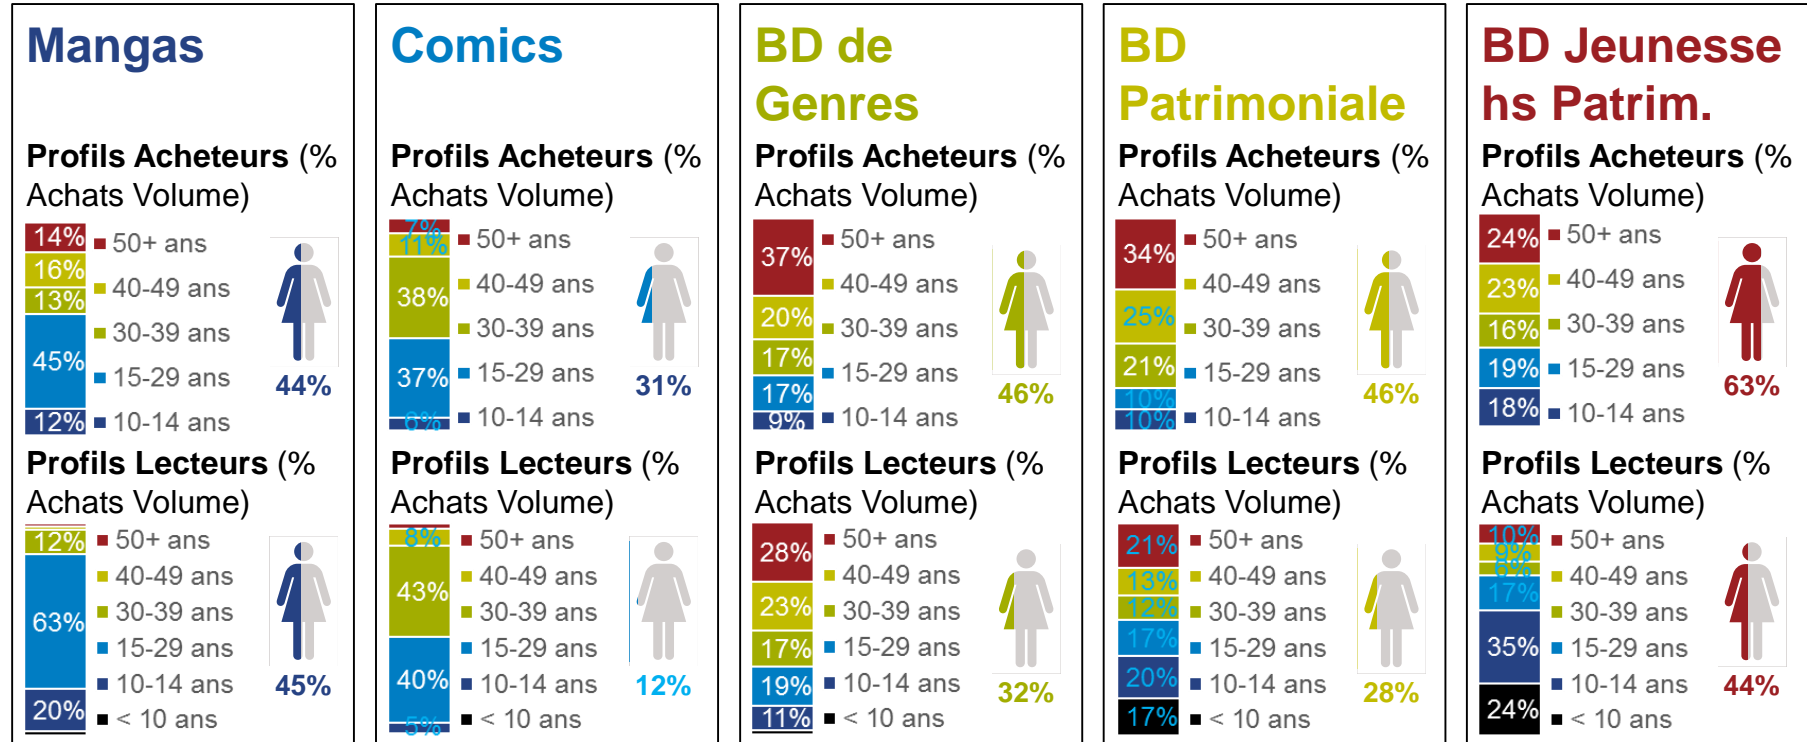 Mangas
Profils Acheteurs (%
Achats Volume)
14%
16%
13%
45%
12%
50+ ans
40-49 ans
30-39 ans
15-29 ans
10-14 ans
44%
Profils Lecteurs (%
Achats Volume)
12%
63%
20%
50+ ans
40-49 ans
30-39 ans
15-29 ans
10-14 ans
< 10 ans
45%
Comics
Profils Acheteurs (%
Achats Volume)
7%
11%
38%
37%
6%
50+ ans
40-49 ans
30-39 ans
15-29 ans
10-14 ans
31%
Profils Lecteurs (%
Achats Volume)
8%
43%
40%
5%
50+ ans
40-49 ans
30-39 ans
15-29 ans
10-14 ans
< 10 ans
12%
BD de
Genres
Profils Acheteurs (%
Achats Volume)
37%
20%
17%
17%
9%
50+ ans
40-49 ans
30-39 ans
15-29 ans
10-14 ans
46%
Profils Lecteurs (%
Achats Volume)
28%
23%
17%
19%
11%
50+ ans
40-49 ans
30-39 ans
15-29 ans
10-14 ans
< 10 ans
32%
BD
Patrimoniale
Profils Acheteurs (%
Achats Volume)
34%
25%
21%
10%
10%
50+ ans
40-49 ans
30-39 ans
15-29 ans
10-14 ans
46%
Profils Lecteurs (%
Achats Volume)
21%
13%
12%
17%
20%
17%
50+ ans
40-49 ans
30-39 ans
15-29 ans
10-14 ans
< 10 ans
28%
BD Jeunesse
hs Patrim.
Profils Acheteurs (%
Achats Volume)
24%
23%
16%
19%
18%
50+ ans
40-49 ans
30-39 ans
15-29 ans
10-14 ans
63%
Profils Lecteurs (%
Achats Volume)
10%
9%
6%
17%
35%
24%
50+ ans
40-49 ans
30-39 ans
15-29 ans
10-14 ans
< 10 ans
44%